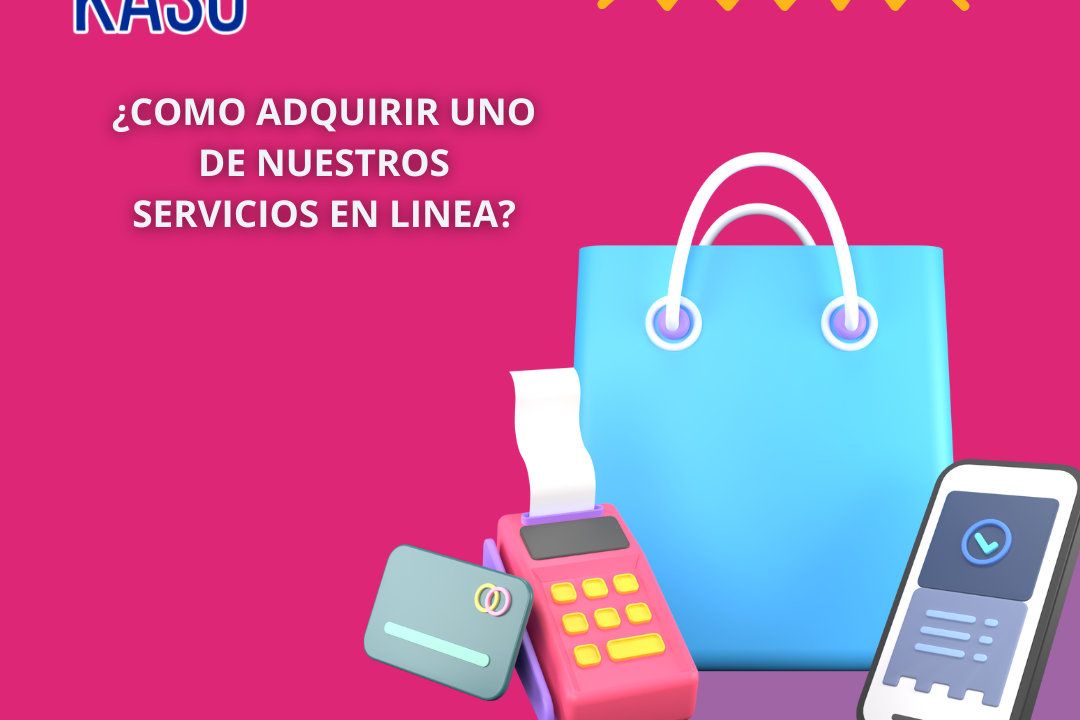 KASU
¿COMO ADQUIRIR UNO
DE NUESTROS
SERVICIOS EN LINEA?